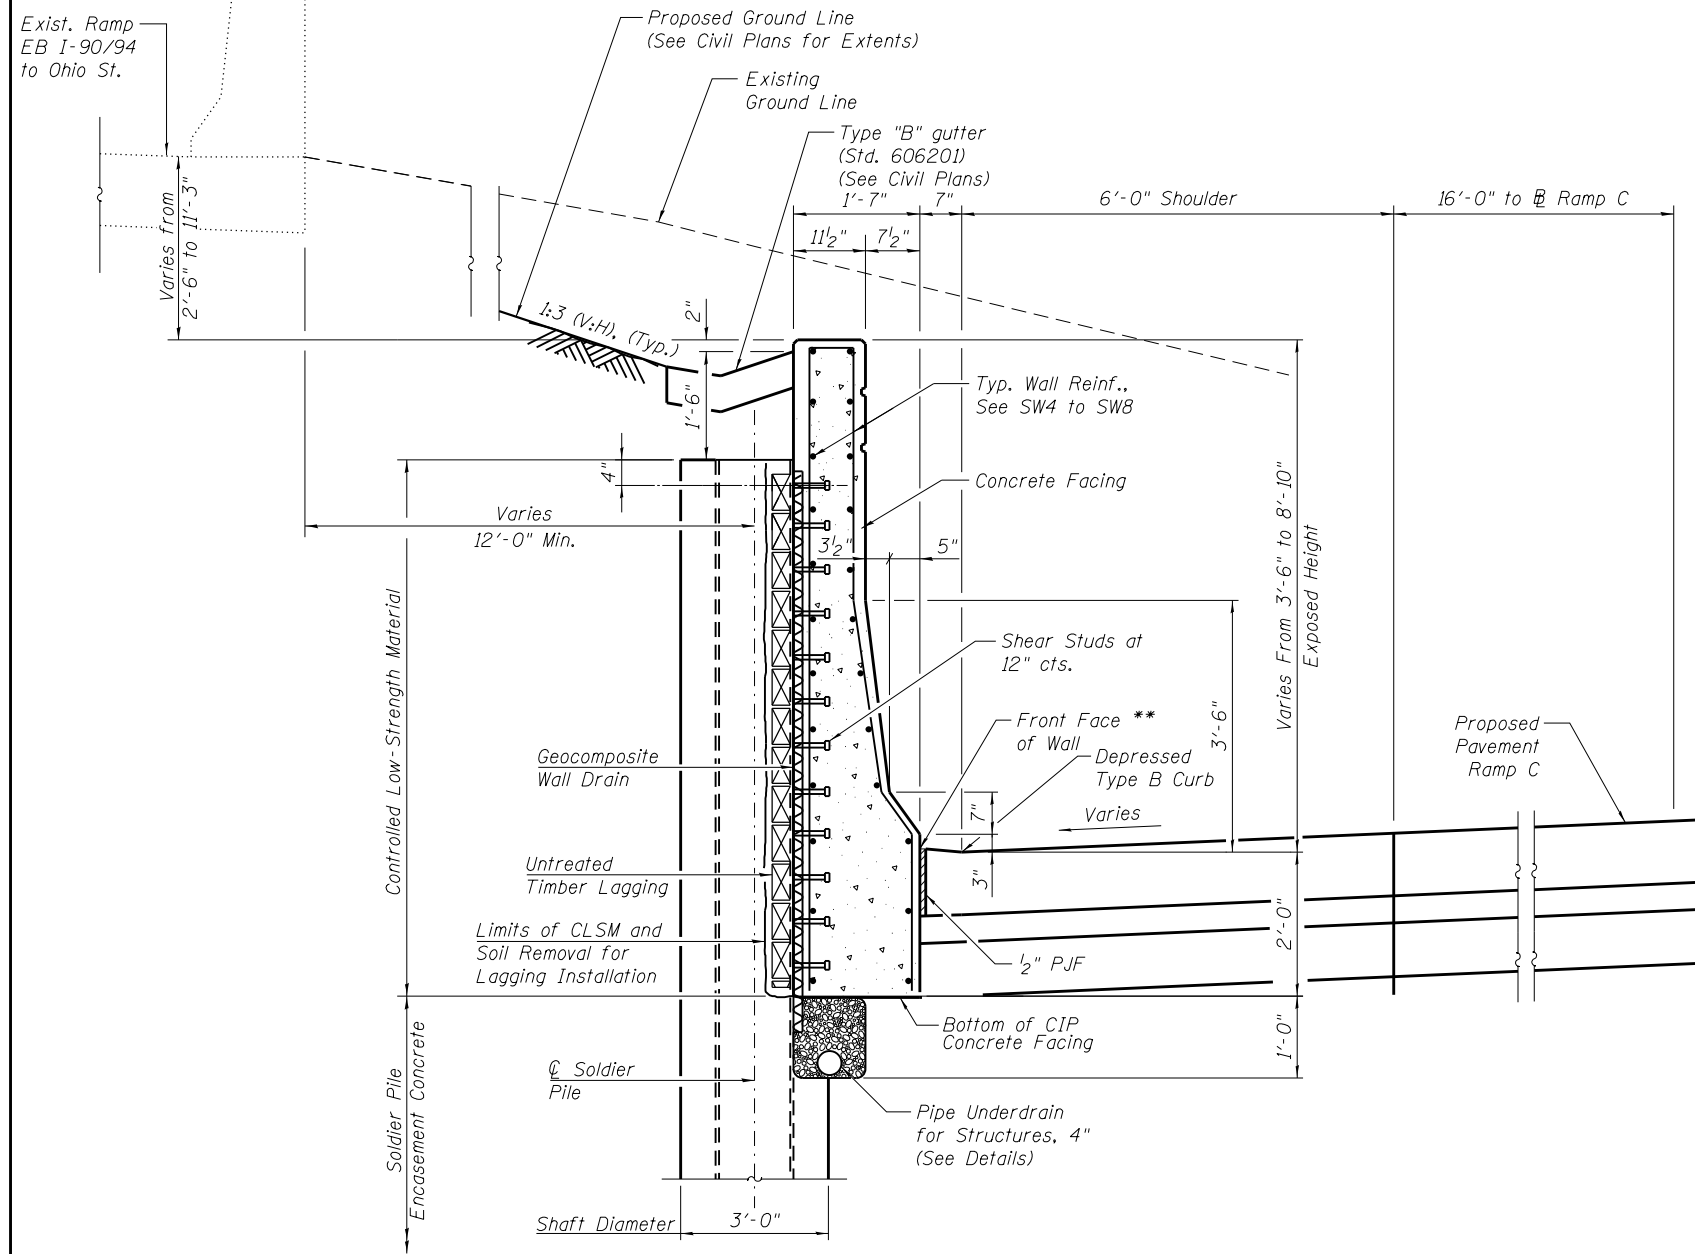 Exist. Ramp
EB I-90/94
to Ohio St.
Proposed Ground Line
(See Civil Plans for Extents)
Existing
Ground Line
Type "B" gutter
(Std. 606201)
(See Civil Plans)
1'-7"
7"
6'-0" Shoulder
16'-0" to ⅊ Ramp C
11½"
7½"
Varies from
2'-6" to 11'-3"
1:3 (V:H), (Typ.)
2"
1'-6"
4"
Typ. Wall Reinf.,
See SW4 to SW8
Concrete Facing
Varies
12'-0" Min.
3½"
5"
Varies From 3'-6" to 8'-10"
Exposed Height
Controlled Low-Strength Material
Shear Studs at
12" cts.
3'-6"
Front Face **
of Wall
Depressed
Type B Curb
Proposed
Pavement
Ramp C
Geocomposite
Wall Drain
7"
Varies
3"
Untreated
Timber Lagging
Limits of CLSM and
Soil Removal for
Lagging Installation
2'-0"
½" PJF
Bottom of CIP
Concrete Facing
1'-0"
Soldier Pile
Encasement Concrete
℄ Soldier
Pile
Pipe Underdrain
for Structures, 4"
(See Details)
Shaft Diameter
3'-0"